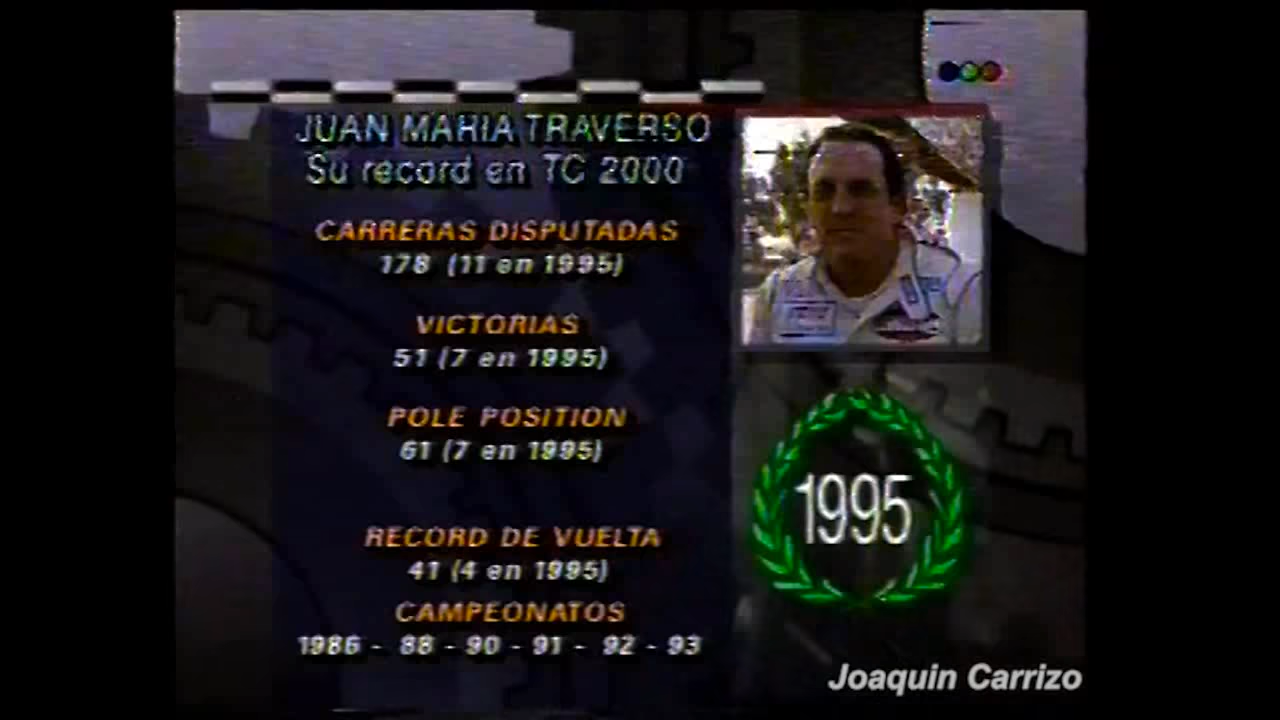 JUAN MARIA TRAVERSO
Su record en TC 2000
CARRERAS DISPUTADAS
178 (11 en 1995)
VICTORIAS
51 (7 en 1995)
POLE POSITION
61 (7 en 1995)
RECORD DE VUELTA
41 (4 en 1995)
CAMPEONATOS
1986 - 88 - 90 - 91 - 92 - 93
1995
Joaquin Carrizo